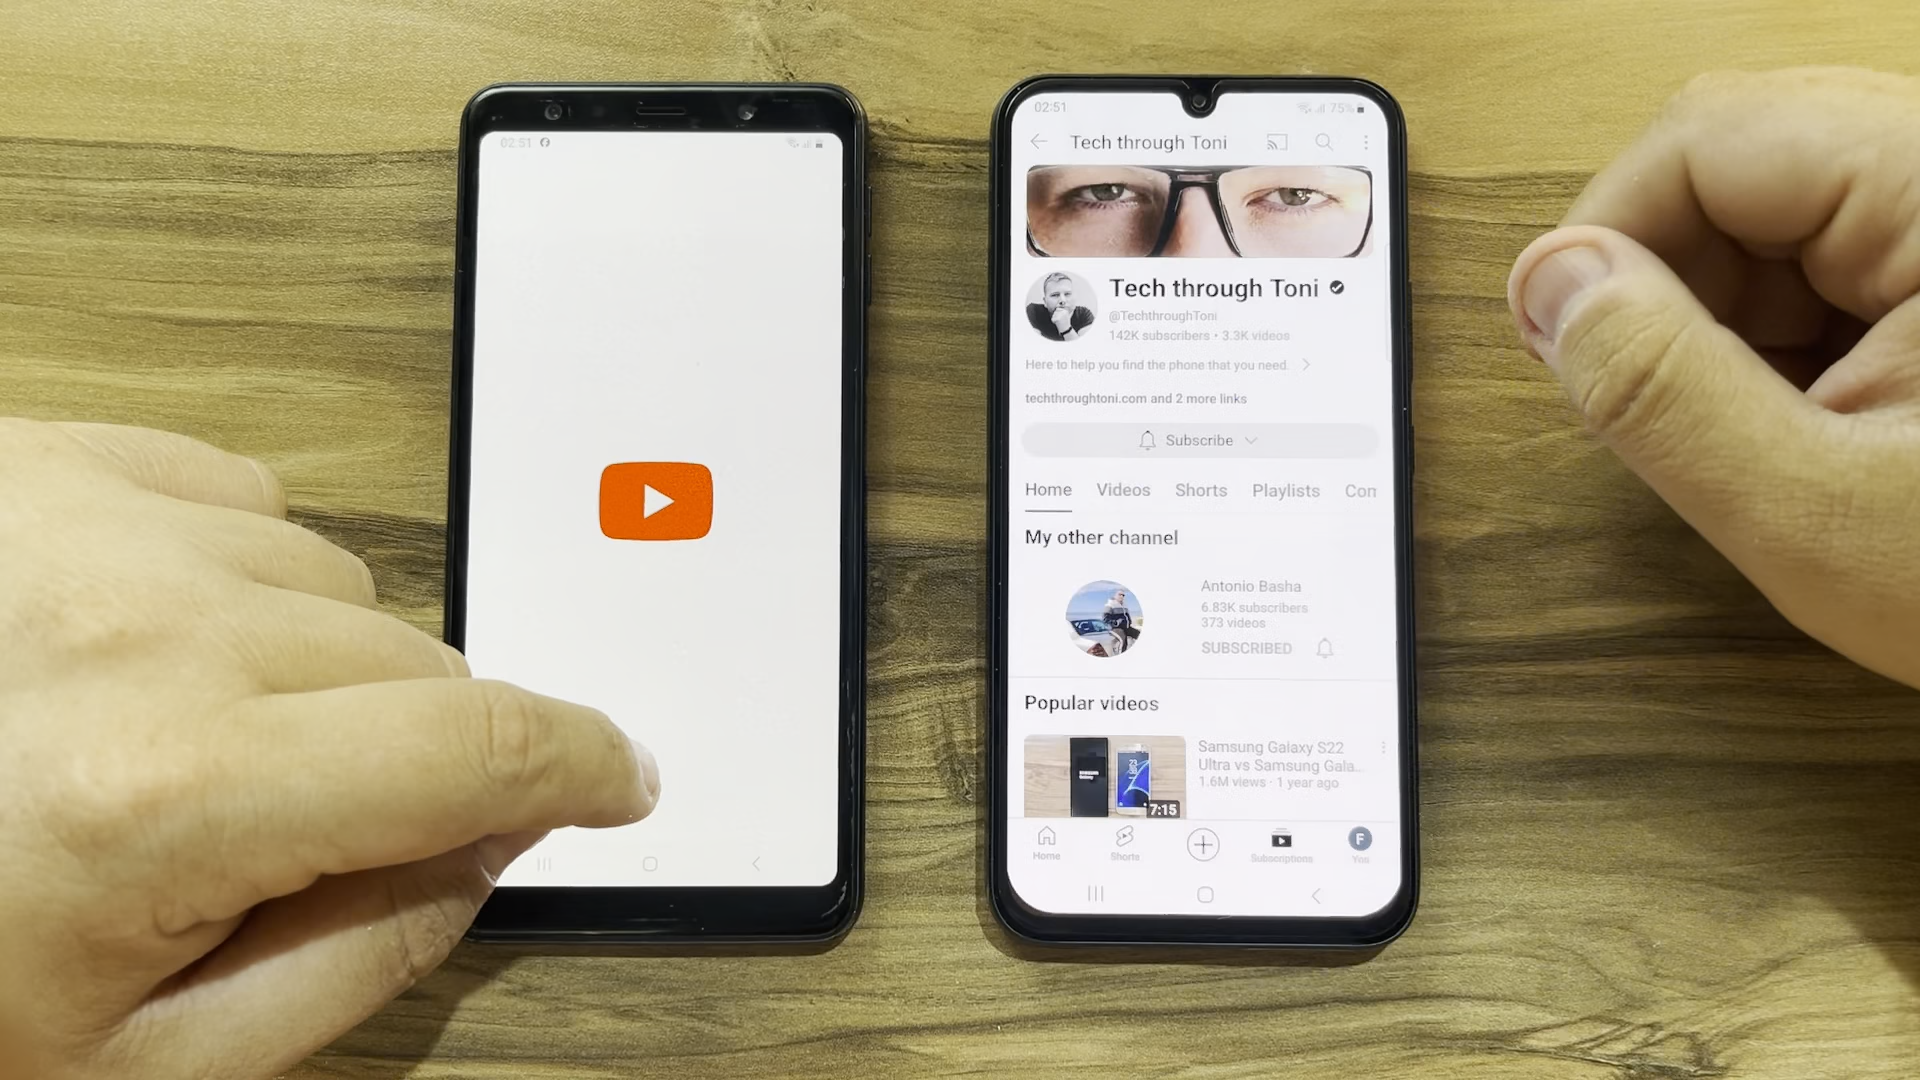 02:51
02:51
75%
Tech through Toni
Tech through Toni
@TechthroughToni
142K subscribers • 3.3K videos
Here to help you find the phone that you need.
techthroughtoni.com and 2 more links
Subscribe
Home Videos Shorts Playlists Com
My other channel
Antonio Basha
6.83K subscribers
373 videos
SUBSCRIBED
Popular videos
Samsung Galaxy S22
Ultra vs Samsung Gala...
1.6M views · 1 year ago
7:15
F
Home Shorts Subscriptions You